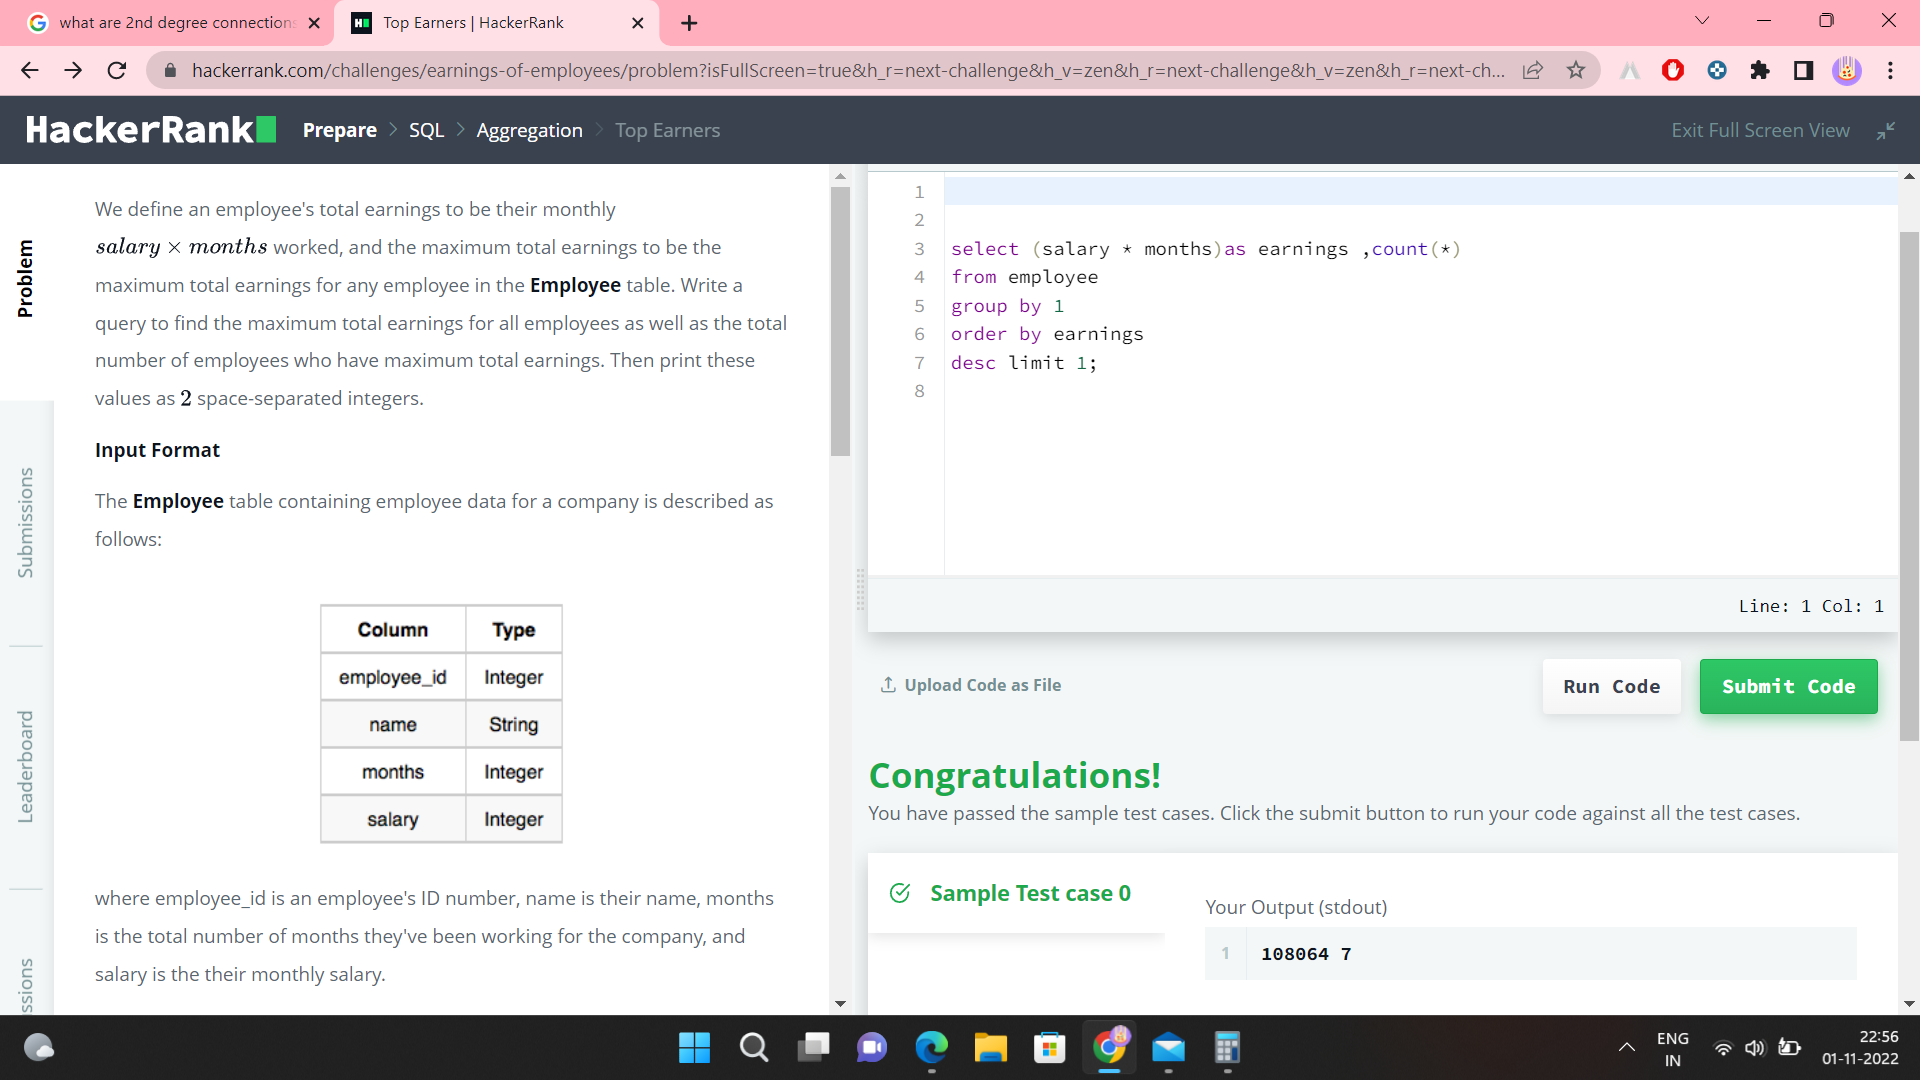 what are 2nd degree connections
Top Earners | HackerRank
hackerrank.com/challenges/earnings-of-employees/problem?isFullScreen=true&h_r=next-challenge&h_v=zen&h_r=next-challenge&h_v=zen&h_r=next-ch...
HackerRank
Prepare > SQL > Aggregation > Top Earners
Exit Full Screen View
Problem
Submissions
Leaderboard
ssions
We define an employee's total earnings to be their monthly
salary × months worked, and the maximum total earnings to be the
maximum total earnings for any employee in the Employee table. Write a
query to find the maximum total earnings for all employees as well as the total
number of employees who have maximum total earnings. Then print these
values as 2 space-separated integers.
Input Format
The Employee table containing employee data for a company is described as
follows:
Column Type
employee_id Integer
name String
months Integer
salary Integer
where employee_id is an employee's ID number, name is their name, months
is the total number of months they've been working for the company, and
salary is the their monthly salary.
1
2
3 select (salary * months)as earnings ,count(*)
4 from employee
5 group by 1
6 order by earnings
7 desc limit 1;
8
Line: 1 Col: 1
Upload Code as File
Run Code
Submit Code
Congratulations!
You have passed the sample test cases. Click the submit button to run your code against all the test cases.
Sample Test case 0
Your Output (stdout)
1 108064 7
ENG
IN
22:56
01-11-2022